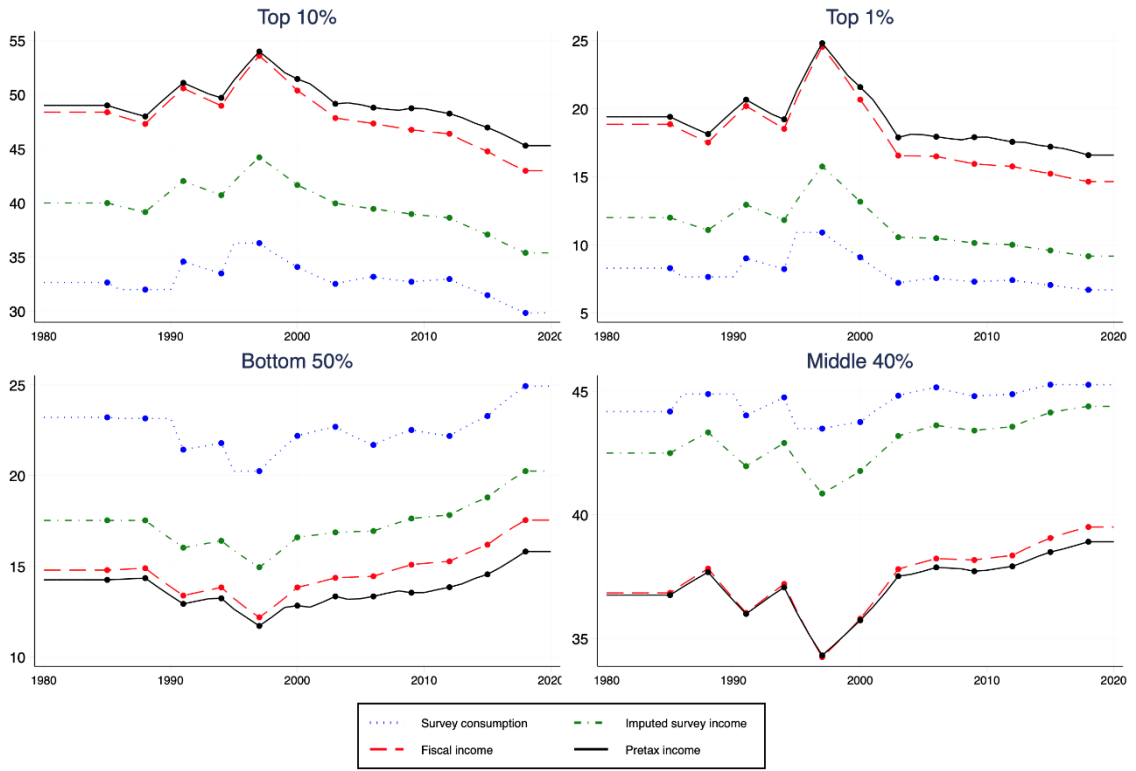 Top 10%
55
50
45
40
35
30
1980 1990 2000 2010 2020
Top 1%
25
20
15
10
5
1980 1990 2000 2010 2020
Bottom 50%
25
20
15
10
1980 1990 2000 2010 2020
Middle 40%
45
40
35
1980 1990 2000 2010 2020
Survey consumption Imputed survey income
Fiscal income Pretax income